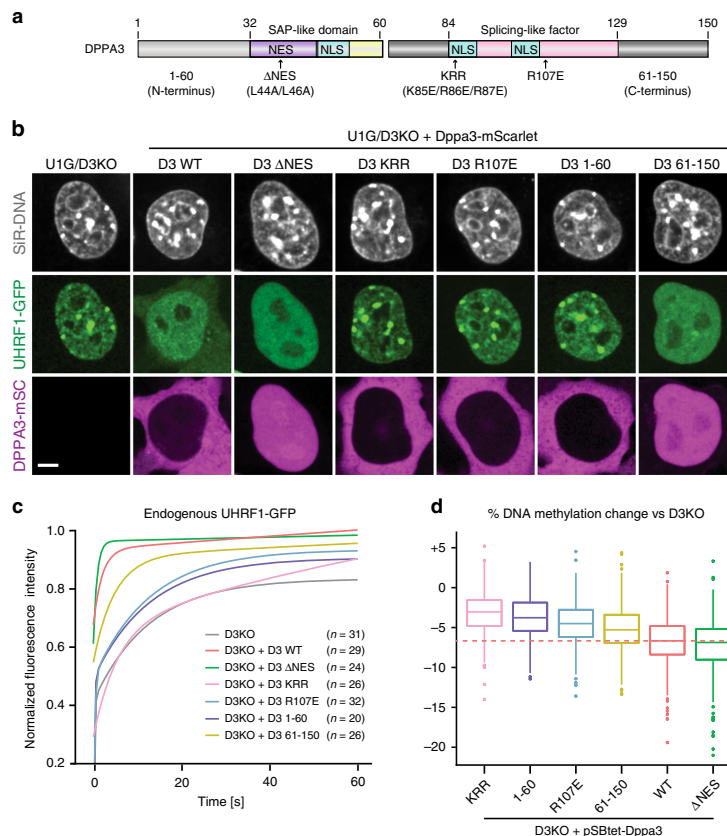 a
1 32 SAP-like domain 60 84 Splicing-like factor 129 150
DPPA3 NES NLS NLS NLS
1-60 ΔNES KRR R107E 61-150
(N-terminus) (L44A/L46A) (K85E/R86E/R87E) (C-terminus)
b
U1G/D3KO + Dppa3-mScarlet
U1G/D3KO D3 WT D3 ΔNES D3 KRR D3 R107E D3 1-60 D3 61-150
SiR-DNA
UHRF1-GFP
DPPA3-mSC
c
Endogenous UHRF1-GFP
Normalized fluorescence intensity
1.0
0.8
0.6
0.4
0.2
D3KO (n = 31)
D3KO + D3 WT (n = 29)
D3KO + D3 ΔNES (n = 24)
D3KO + D3 KRR (n = 26)
D3KO + D3 R107E (n = 32)
D3KO + D3 1-60 (n = 20)
D3KO + D3 61-150 (n = 26)
0 20 40 60
Time [s]
d
% DNA methylation change vs D3KO
+5
0
−5
−10
−15
−20
KRR 1-60 R107E 61-150 WT ΔNES
D3KO + pSBtet-Dppa3